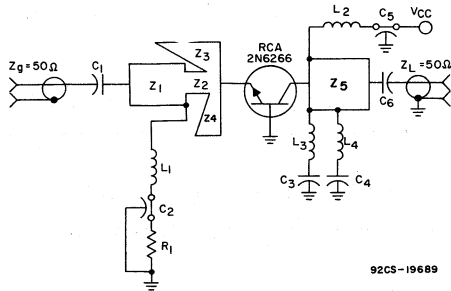 L2
C5
VCC
Z3
RCA
2N6266
Zg = 50Ω
C1
Z1
Z2
Z4
Z5
ZL = 50Ω
C6
L1
L3
L4
C2
C3
C4
R1
92CS-19689